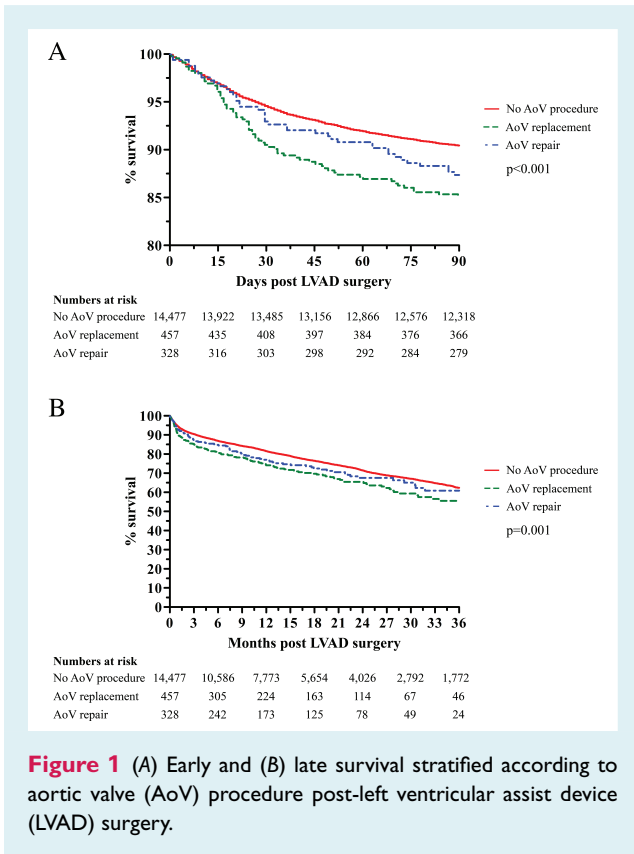 A
100
95
90
85
80
% survival
0 15 30 45 60 75 90
Days post LVAD surgery
No AoV procedure
AoV replacement
AoV repair
p<0.001
Numbers at risk
No AoV procedure 14,477 13,922 13,485 13,156 12,866 12,576 12,318
AoV replacement 457 435 408 397 384 376 366
AoV repair 328 316 303 298 292 284 279
B
100
90
80
70
60
50
40
30
20
10
0
% survival
0 3 6 9 12 15 18 21 24 27 30 33 36
Months post LVAD surgery
No AoV procedure
AoV replacement
AoV repair
p=0.001
Numbers at risk
No AoV procedure 14,477 10,586 7,773 5,654 4,026 2,792 1,772
AoV replacement 457 305 224 163 114 67 46
AoV repair 328 242 173 125 78 49 24
Figure 1 (A) Early and (B) late survival stratified according to
aortic valve (AoV) procedure post-left ventricular assist device
(LVAD) surgery.